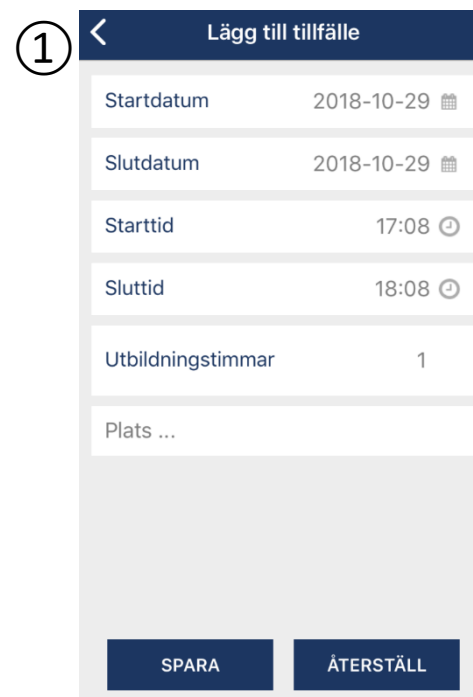 ①
Lägg till tillfälle
Startdatum 2018-10-29
Slutdatum 2018-10-29
Starttid 17:08
Sluttid 18:08
Utbildningstimmar 1
Plats ...
SPARA ÅTERSTÄLL